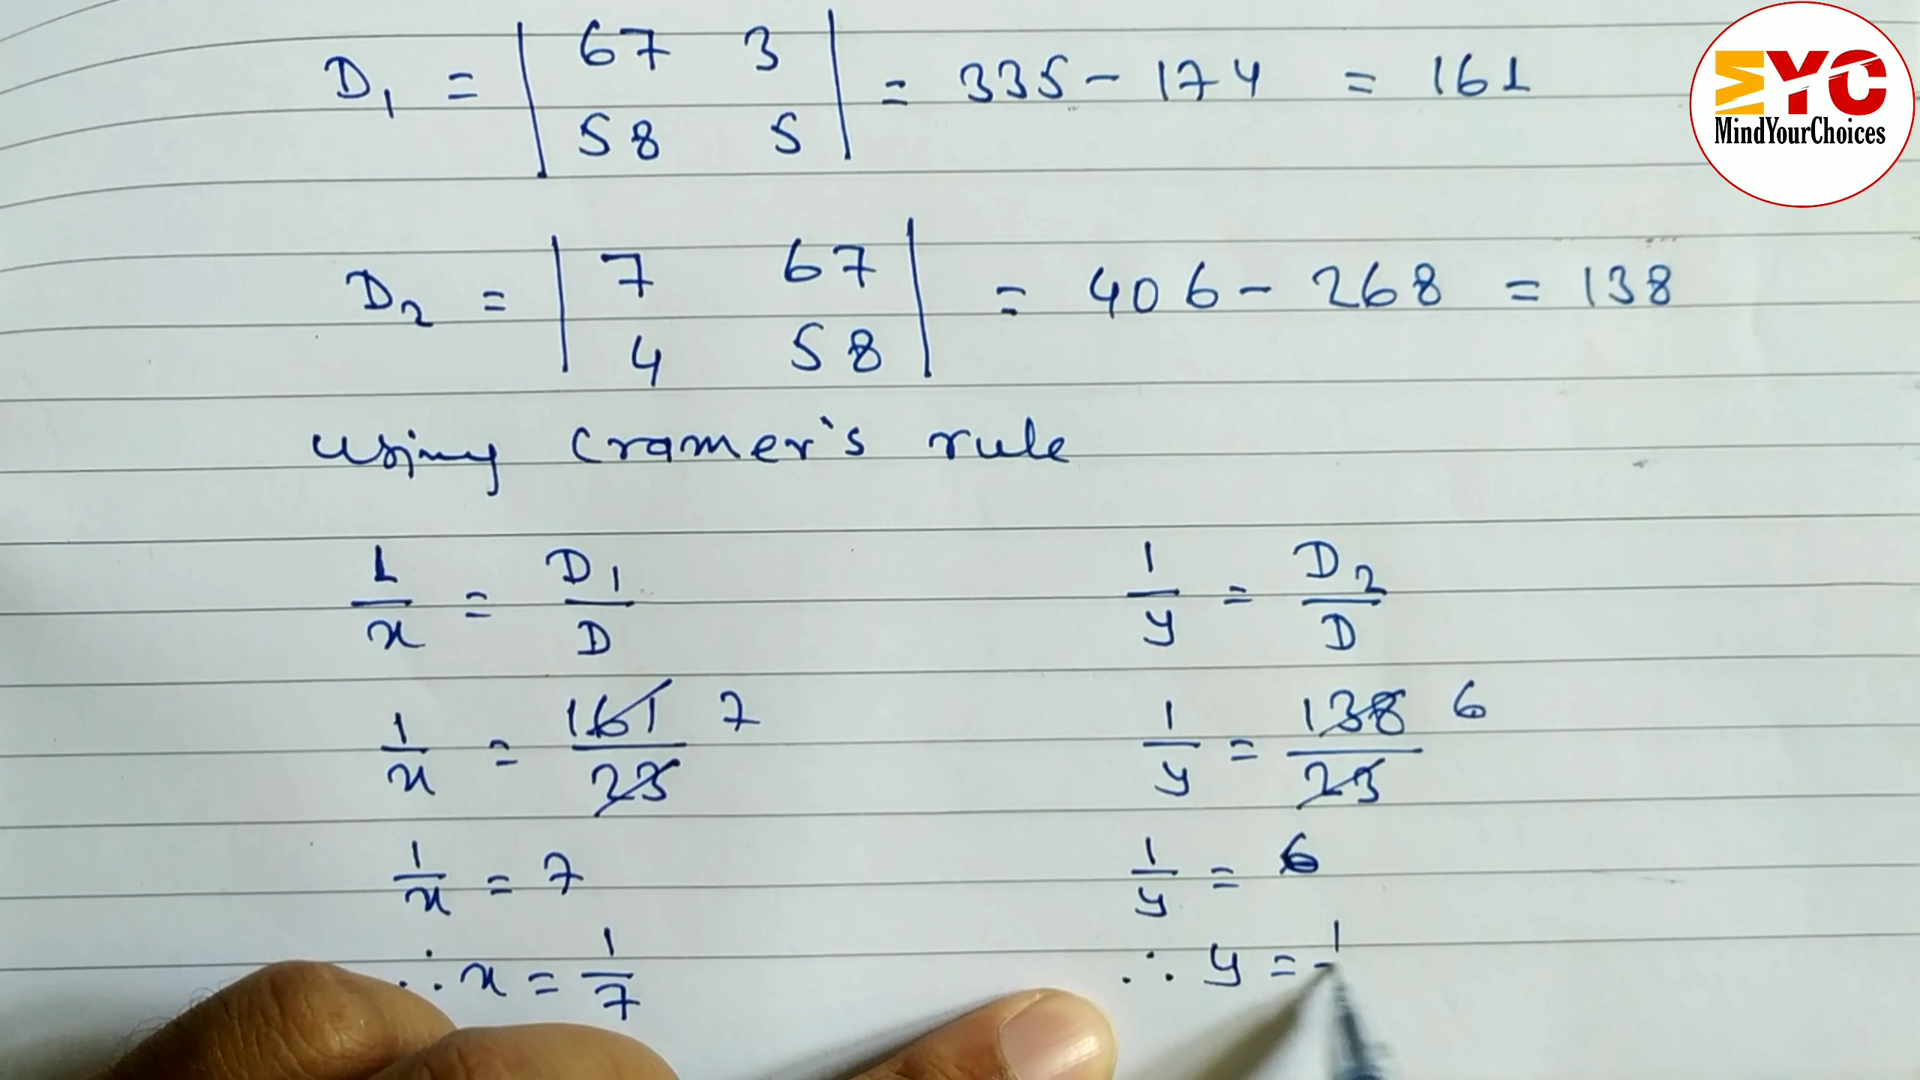 D₁ = | 67 3 | = 335 - 174 = 161
| 58 5 |
MYC
MindYourChoices
D₂ = | 7 67 | = 406 - 268 = 138
| 4 58 |
using Cramer's rule
1/x = D₁/D 1/y = D₂/D
1/x = 161/23 7 1/y = 138/23 6
1/x = 7 1/y = 6
∴ x = 1/7 ∴ y = 1